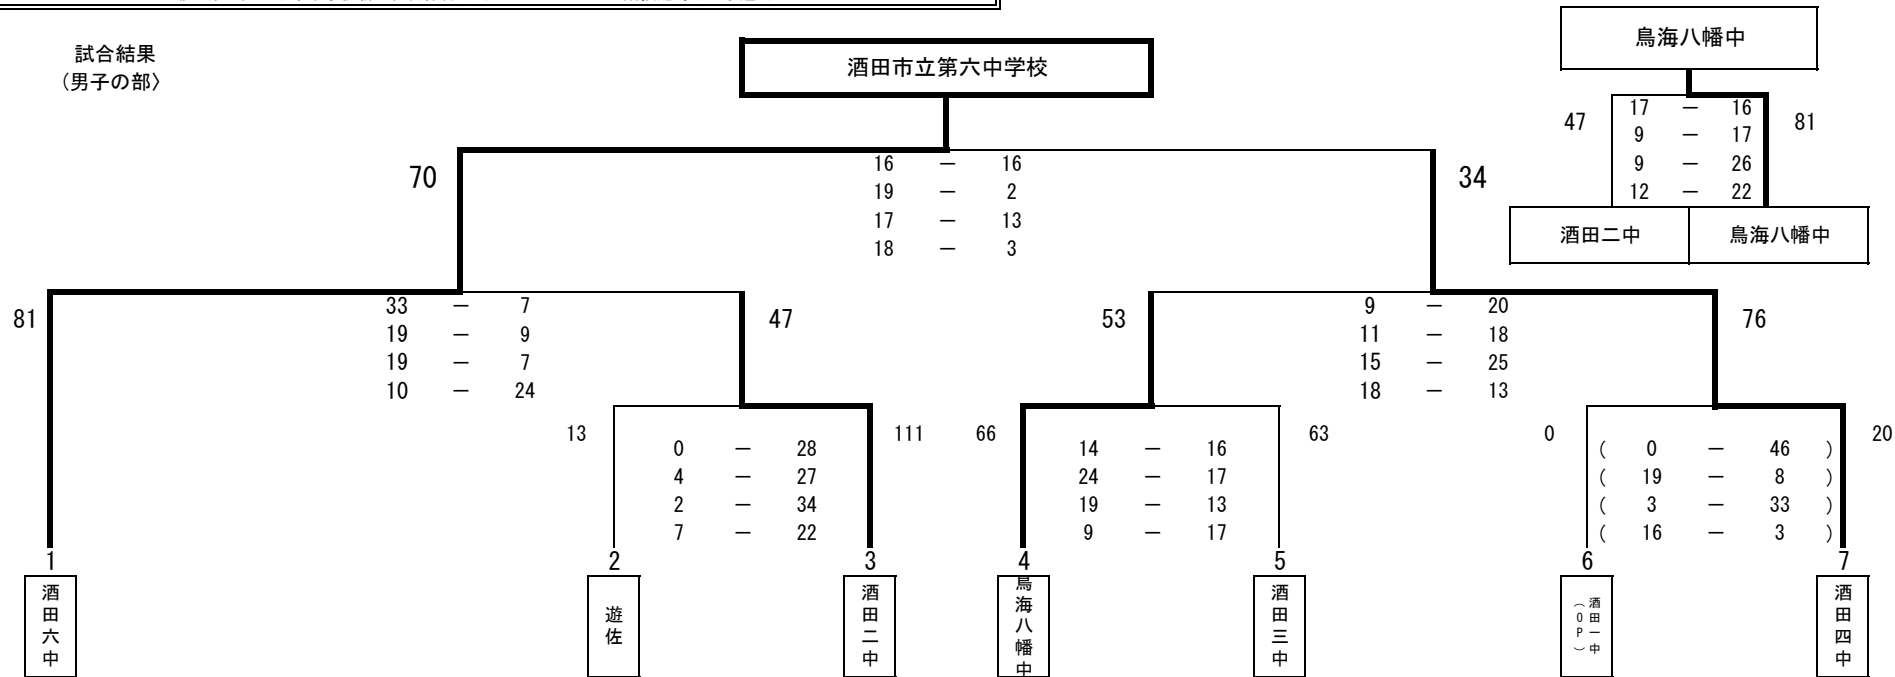 試合結果
（男子の部〉
酒田市立第六中学校
鳥海八幡中
47
17 － 16
9 － 17
9 － 26
12 － 22
81
酒田二中
鳥海八幡中
70
16 － 16
19 － 2
17 － 13
18 － 3
34
81
33 － 7
19 － 9
19 － 7
10 － 24
47
53
9 － 20
11 － 18
15 － 25
18 － 13
76
13
0 － 28
4 － 27
2 － 34
7 － 22
111
66
14 － 16
24 － 17
19 － 13
9 － 17
63
0
( 0 － 46 )
( 19 － 8 )
( 3 － 33 )
( 16 － 3 )
20
1
2
3
4
5
6
7
酒田六中
遊佐
酒田二中
鳥海八幡中
酒田三中
酒田一中
（OP）
酒田四中